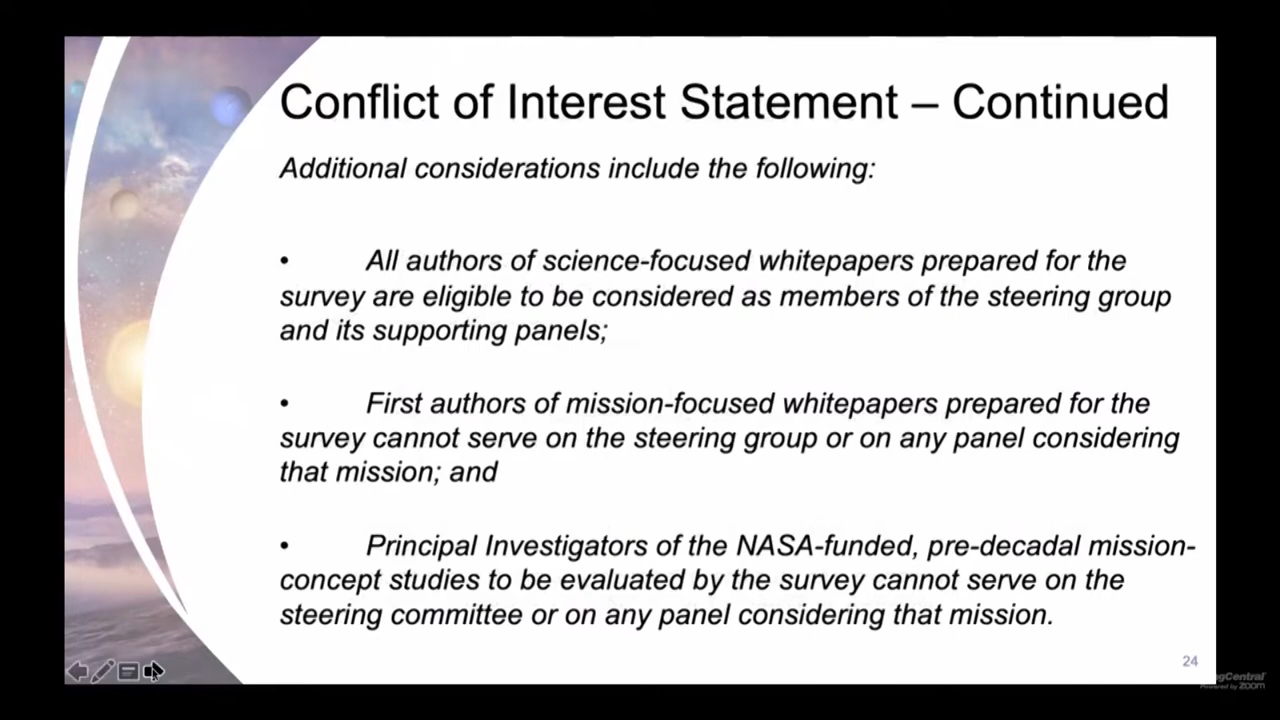 Conflict of Interest Statement – Continued
Additional considerations include the following:
• All authors of science-focused whitepapers prepared for the
survey are eligible to be considered as members of the steering group
and its supporting panels;
• First authors of mission-focused whitepapers prepared for the
survey cannot serve on the steering group or on any panel considering
that mission; and
• Principal Investigators of the NASA-funded, pre-decadal mission-
concept studies to be evaluated by the survey cannot serve on the
steering committee or on any panel considering that mission.
24
gCentral
Powered by zoom